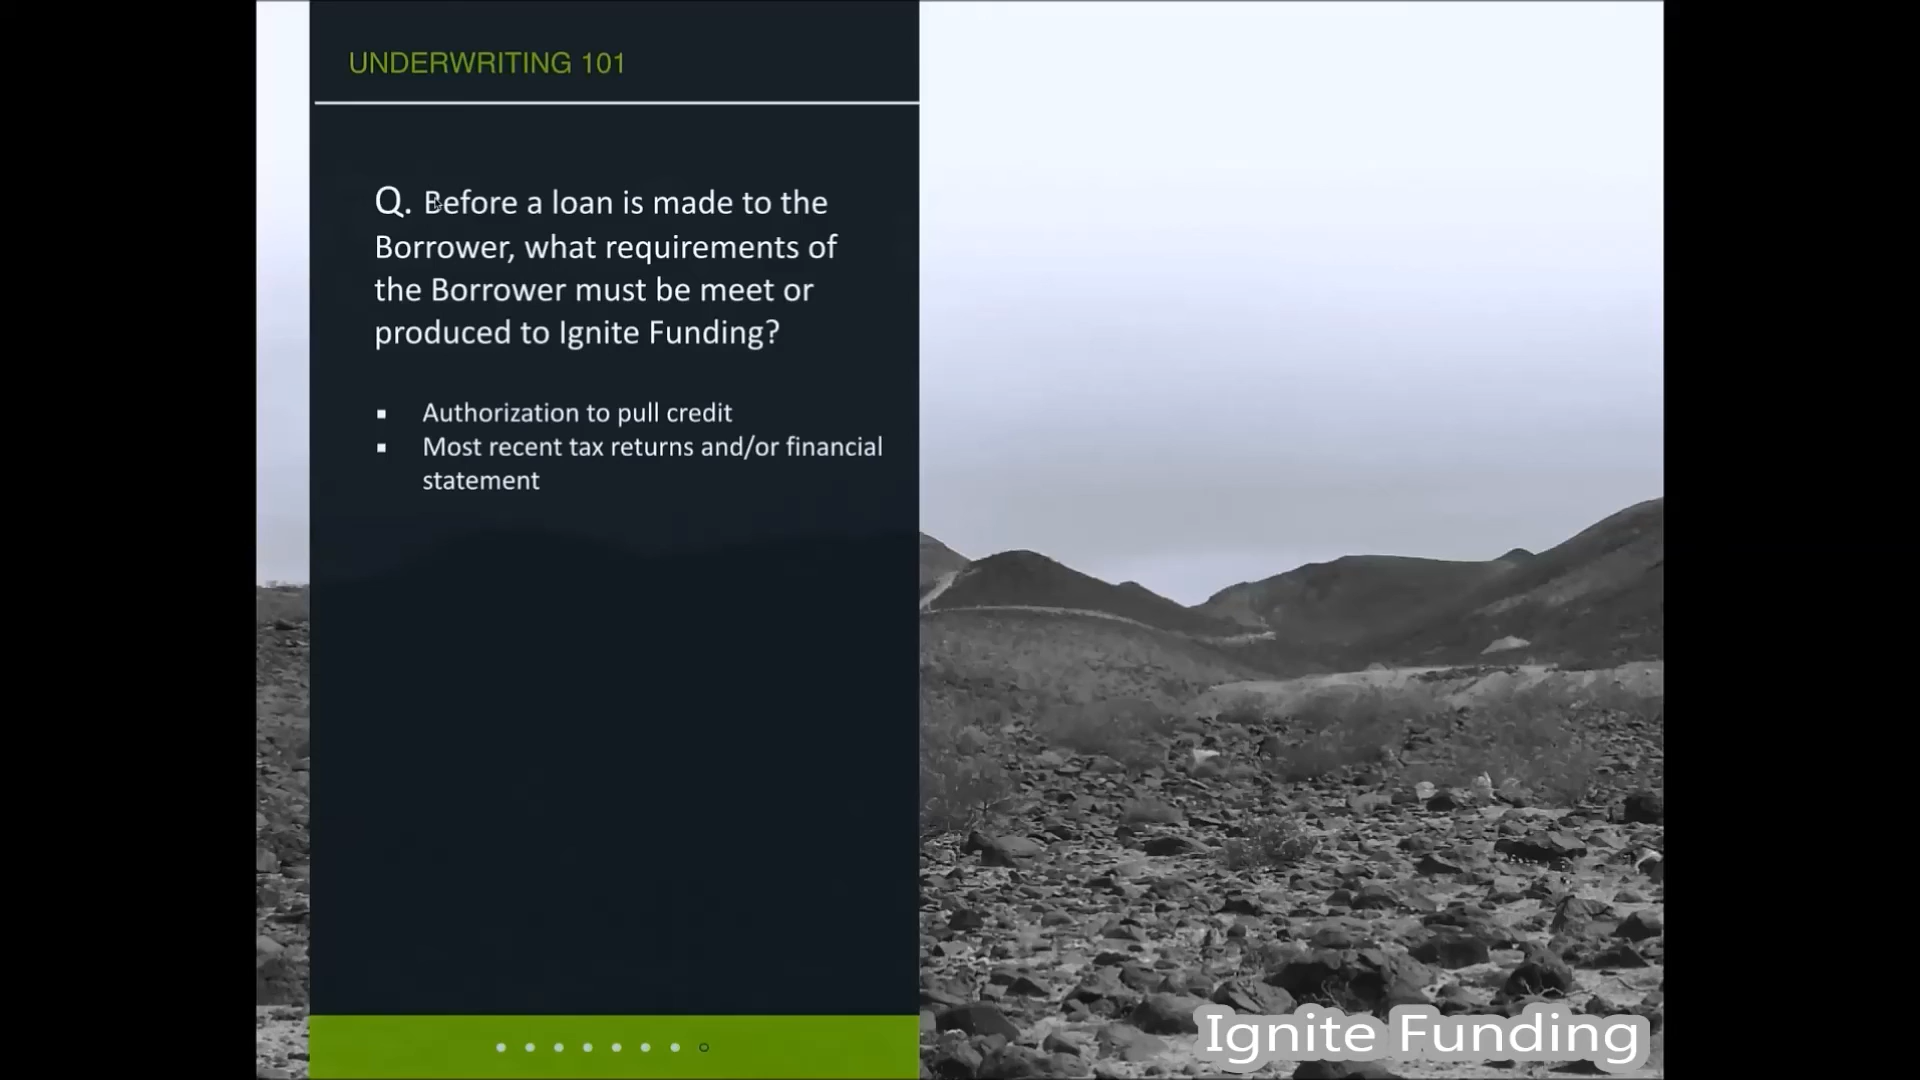 UNDERWRITING 101
Q. Before a loan is made to the
Borrower, what requirements of
the Borrower must be meet or
produced to Ignite Funding?
▪ Authorization to pull credit
▪ Most recent tax returns and/or financial
statement
Ignite Funding